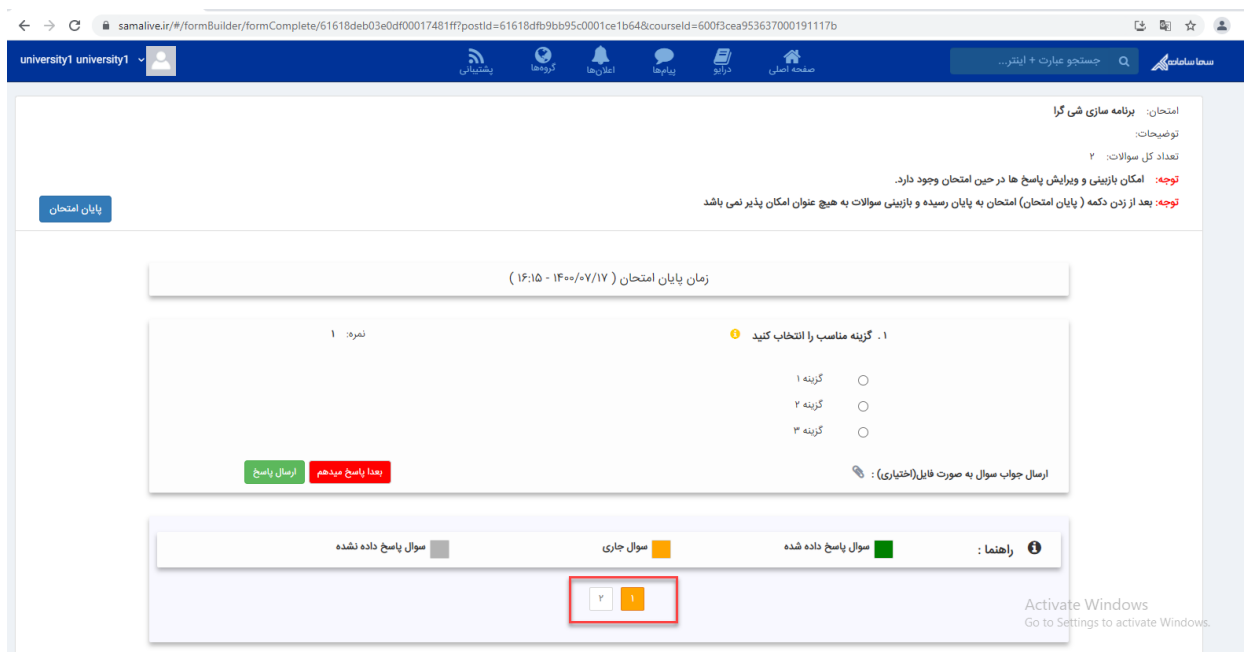 samalive.ir/#/formBuilder/formComplete/61618deb03e0df00017481ff?postId=61618dfb9bb95c0001ce1b64&courseId=600f3cea953637000191117b
سما سامانه
جستجو عبارت + اینتر...
صفحه اصلی
درایو
پیام‌ها
اعلان‌ها
گروه‌ها
پشتیبانی
university1 university1
امتحان: برنامه سازی شی گرا
توضیحات:
تعداد کل سوالات: ۲
توجه: امکان بازبینی و ویرایش پاسخ ها در حین امتحان وجود دارد.
توجه: بعد از زدن دکمه ( پایان امتحان) امتحان به پایان رسیده و بازبینی سوالات به هیچ عنوان امکان پذیر نمی باشد
پایان امتحان
زمان پایان امتحان ( ۱۴۰۰/۰۷/۱۷ - ۱۶:۱۵ )
۱ . گزینه مناسب را انتخاب کنید
نمره: ۱
گزینه ۱
گزینه ۲
گزینه ۳
ارسال جواب سوال به صورت فایل(اختیاری) :
بعدا پاسخ میدهم
ارسال پاسخ
راهنما :
سوال پاسخ داده شده
سوال جاری
سوال پاسخ داده نشده
۱
۲
Activate Windows
Go to Settings to activate Windows.